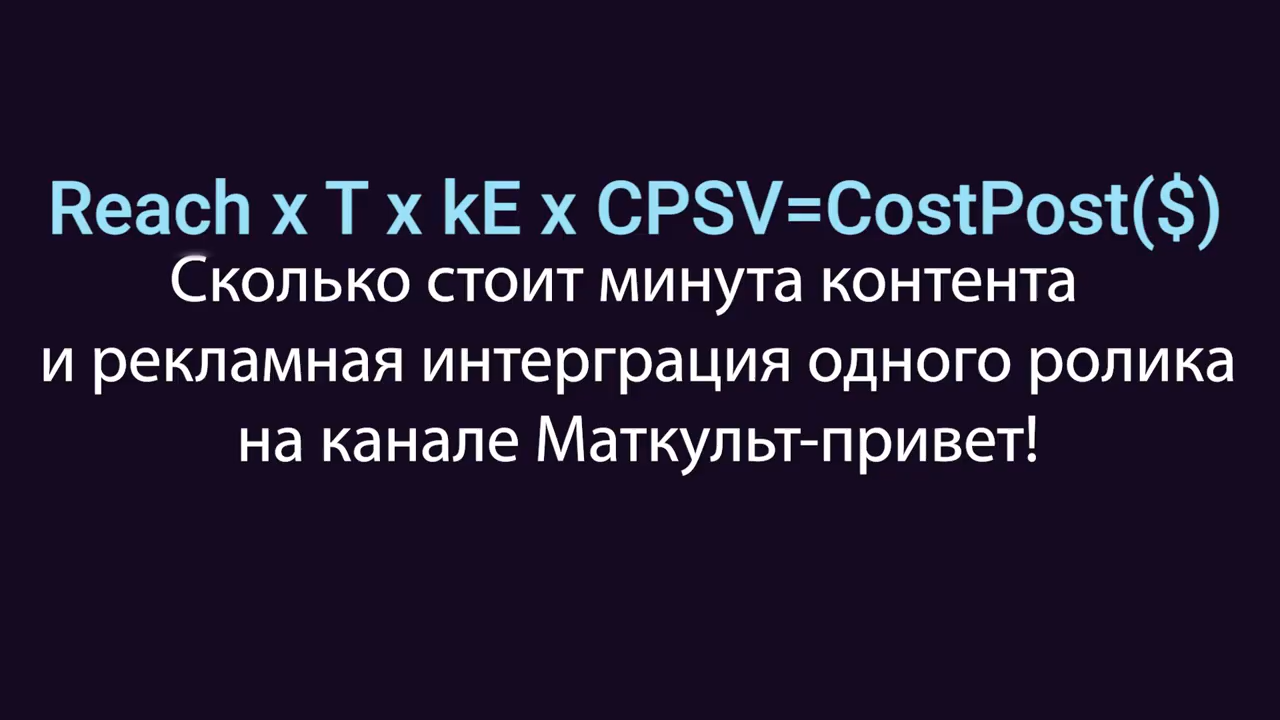 Reach x T x kE x CPSV=CostPost($)
Сколько стоит минута контента
и рекламная интерграция одного ролика
на канале Маткульт-привет!